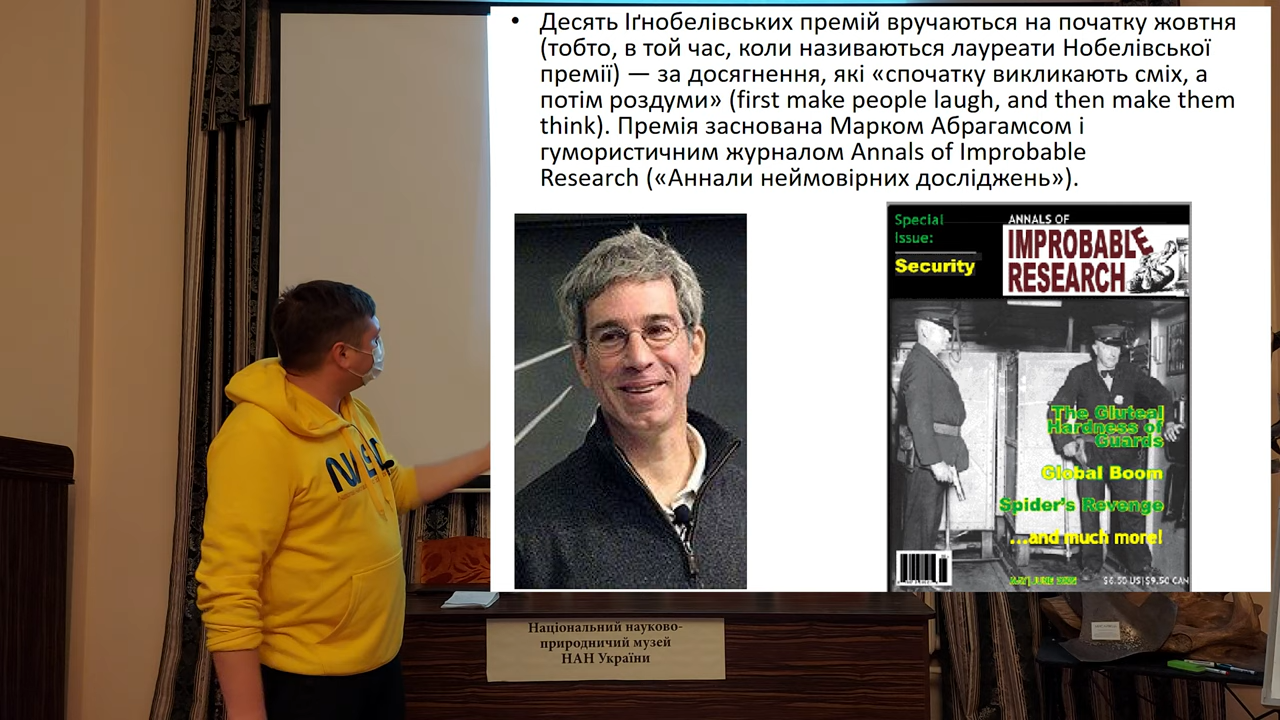 • Десять Іґнобелівських премій вручаються на початку жовтня
(тобто, в той час, коли називаються лауреати Нобелівської
премії) — за досягнення, які «спочатку викликають сміх, а
потім роздуми» (first make people laugh, and then make them
think). Премія заснована Марком Абрагамсом і
гумористичним журналом Annals of Improbable
Research («Аннали неймовірних досліджень»).
Special
Issue:
Security
ANNALS OF
IMPROBABLE
RESEARCH
The Gluteal
Hardness of
Guards
Global Boom
Spider's Revenge
...and much more!
$6.50 US|$9.50 CAN
Національний науково-
природничий музей
НАН України